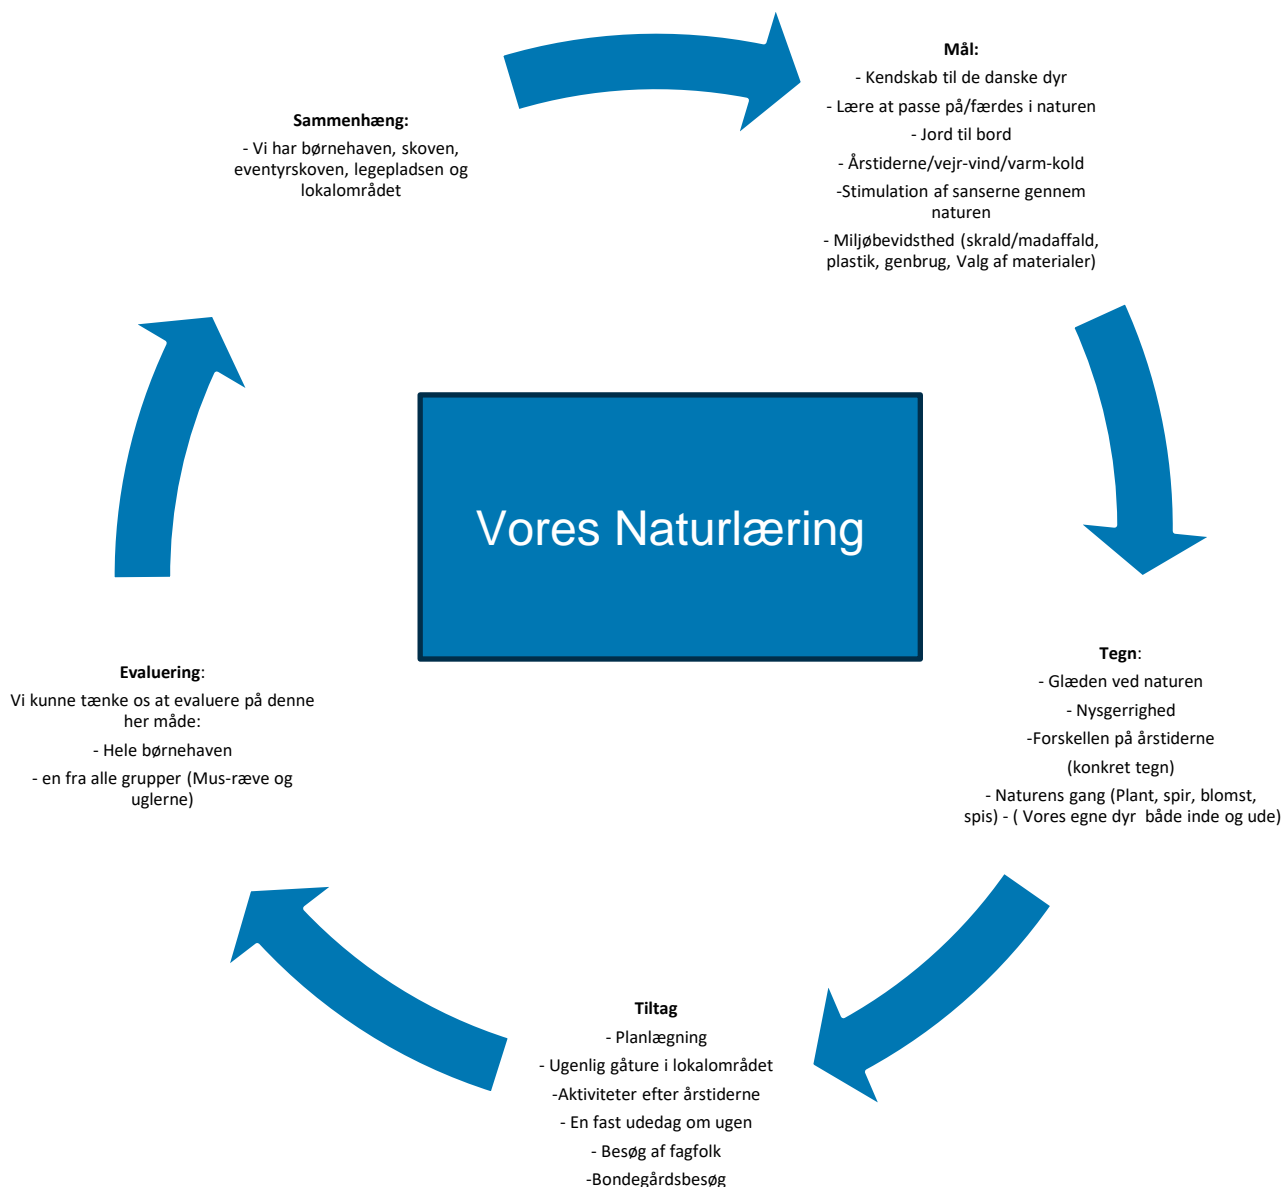 Sammenhæng:
- Vi har børnehaven, skoven,
eventyrskoven, legepladsen og
lokalområdet
Mål:
- Kendskab til de danske dyr
- Lære at passe på/færdes i naturen
- Jord til bord
- Årstiderne/vejr-vind/varm-kold
-Stimulation af sanserne gennem
naturen
- Miljøbevidsthed (skrald/madaffald,
plastik, genbrug, Valg af materialer)
Vores Naturlæring
Tegn:
- Glæden ved naturen
- Nysgerrighed
-Forskellen på årstiderne
(konkret tegn)
- Naturens gang (Plant, spir, blomst,
spis) - ( Vores egne dyr både inde og ude)
Tiltag
- Planlægning
- Ugenlig gåture i lokalområdet
-Aktiviteter efter årstiderne
- En fast udedag om ugen
- Besøg af fagfolk
-Bondegårdsbesøg
Evaluering:
Vi kunne tænke os at evaluere på denne
her måde:
- Hele børnehaven
- en fra alle grupper (Mus-ræve og
uglerne)